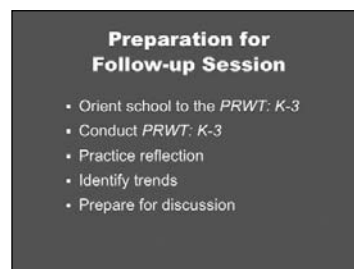 Preparation for
Follow-up Session
▪ Orient school to the PRWT: K-3
▪ Conduct PRWT: K-3
▪ Practice reflection
▪ Identify trends
▪ Prepare for discussion